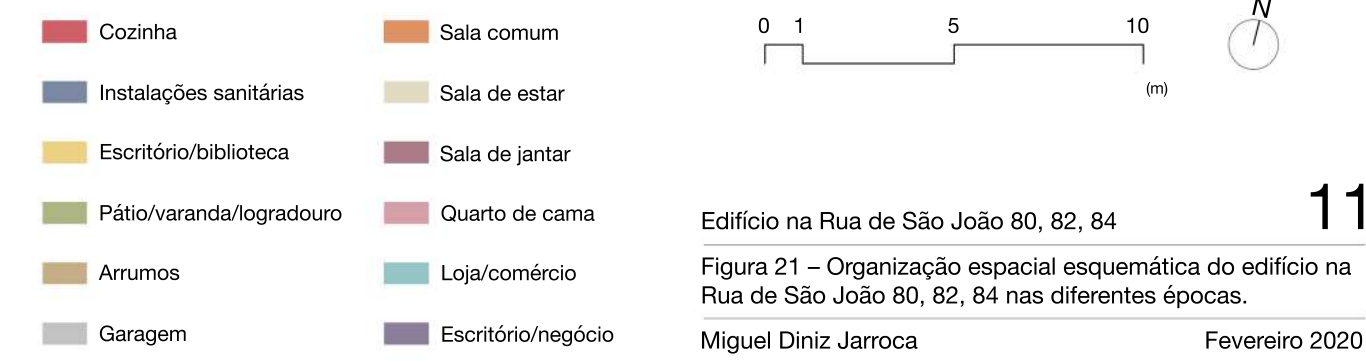 Cozinha
Instalações sanitárias
Escritório/biblioteca
Pátio/varanda/logradouro
Arrumos
Garagem
Sala comum
Sala de estar
Sala de jantar
Quarto de cama
Loja/comércio
Escritório/negócio
0 1 5 10
(m)
N
Edifício na Rua de São João 80, 82, 84
11
Figura 21 – Organização espacial esquemática do edifício na
Rua de São João 80, 82, 84 nas diferentes épocas.
Miguel Diniz Jarroca
Fevereiro 2020